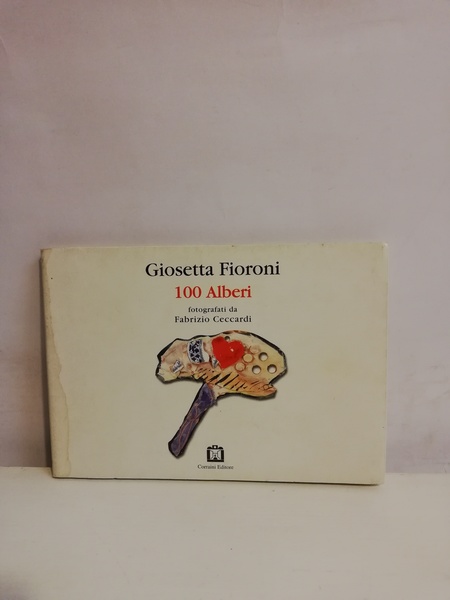 Giosetta Fioroni
100 Alberi
fotografati da
Fabrizio Ceccardi
Corraini Editore